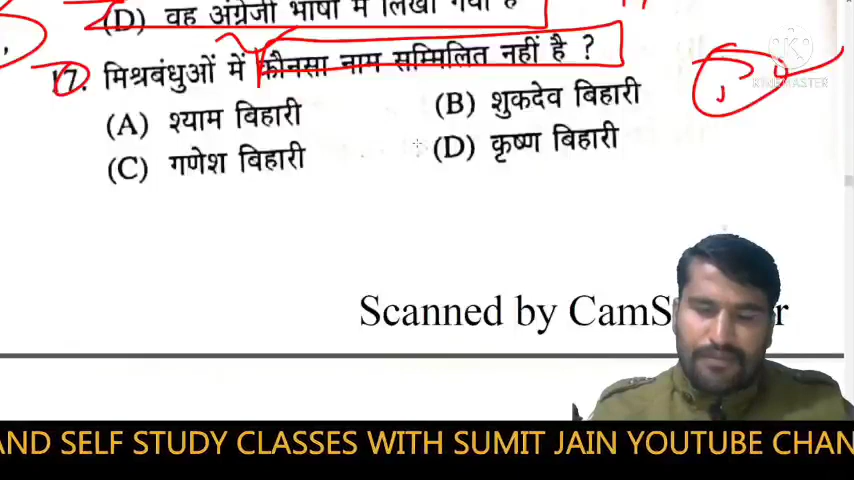 (D) वह अंग्रेजी भाषा में लिखा गया है
17. मिश्रबंधुओं में कौनसा नाम सम्मिलित नहीं है ?
(A) श्याम बिहारी
(B) शुकदेव बिहारी
(C) गणेश बिहारी
(D) कृष्ण बिहारी
KINEMASTER
Scanned by CamS r
AND SELF STUDY CLASSES WITH SUMIT JAIN YOUTUBE CHAN